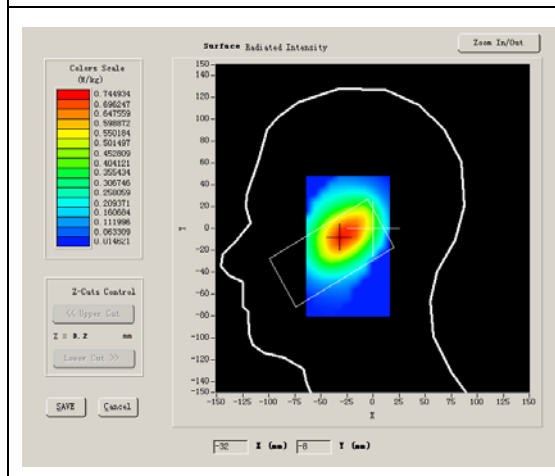 Surface Radiated Intensity
Zoom In/Out
Colors Scale
(W/kg)
0.744934
0.696247
0.647559
0.598872
0.550184
0.501497
0.452809
0.404121
0.355434
0.306746
0.258059
0.209371
0.160684
0.111996
0.063309
0.014621
Z-Cuts Control
<< Upper Cut
Z = 0.2 mm
Lower Cut >>
SAVE Cancel
150
120
100
80
60
40
20
0
-20
-40
-60
-80
-100
-120
-140
-150
Y
-150 -125 -100 -75 -50 -25 0 25 50 75 100 125 150
X
-32 X (mm) -8 Y (mm)